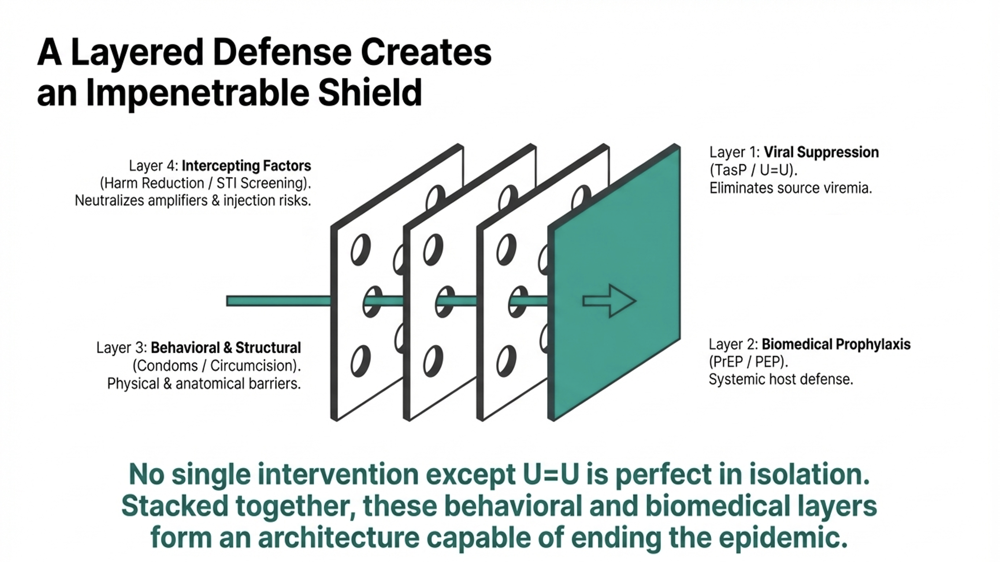 A Layered Defense Creates
an Impenetrable Shield
Layer 4: Intercepting Factors
(Harm Reduction / STI Screening).
Neutralizes amplifiers & injection risks.
Layer 1: Viral Suppression
(TasP / U=U).
Eliminates source viremia.
Layer 3: Behavioral & Structural
(Condoms / Circumcision).
Physical & anatomical barriers.
Layer 2: Biomedical Prophylaxis
(PrEP / PEP).
Systemic host defense.
No single intervention except U=U is perfect in isolation.
Stacked together, these behavioral and biomedical layers
form an architecture capable of ending the epidemic.